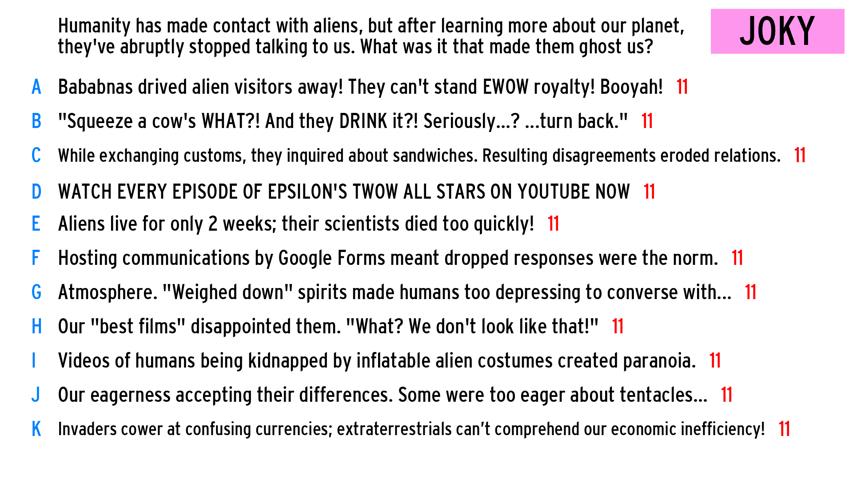 Humanity has made contact with aliens, but after learning more about our planet,
they've abruptly stopped talking to us. What was it that made them ghost us?
JOKY
A Bababnas drived alien visitors away! They can't stand EWOW royalty! Booyah! 11
B "Squeeze a cow's WHAT?! And they DRINK it?! Seriously...? ...turn back." 11
C While exchanging customs, they inquired about sandwiches. Resulting disagreements eroded relations. 11
D WATCH EVERY EPISODE OF EPSILON'S TWOW ALL STARS ON YOUTUBE NOW 11
E Aliens live for only 2 weeks; their scientists died too quickly! 11
F Hosting communications by Google Forms meant dropped responses were the norm. 11
G Atmosphere. "Weighed down" spirits made humans too depressing to converse with... 11
H Our "best films" disappointed them. "What? We don't look like that!" 11
I Videos of humans being kidnapped by inflatable alien costumes created paranoia. 11
J Our eagerness accepting their differences. Some were too eager about tentacles... 11
K Invaders cower at confusing currencies; extraterrestrials can't comprehend our economic inefficiency! 11